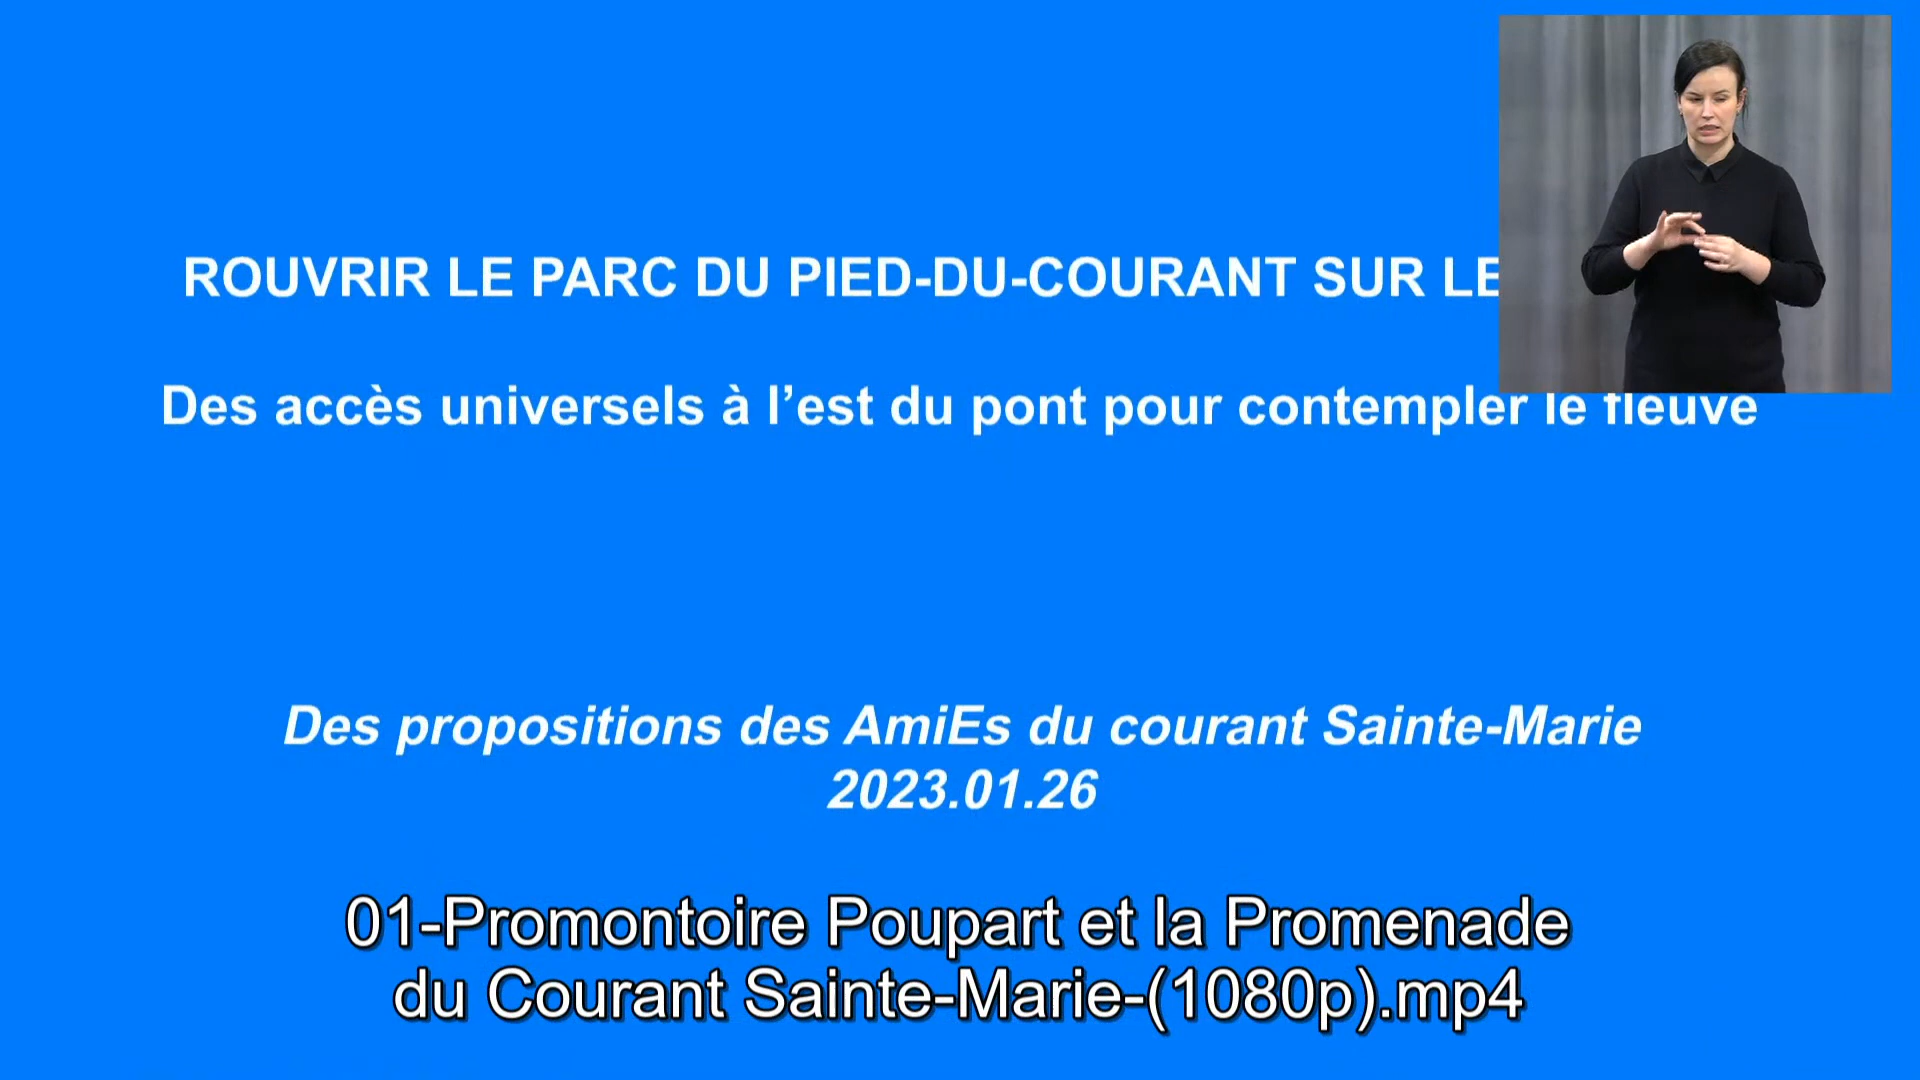 ROUVRIR LE PARC DU PIED-DU-COURANT SUR LE
Des accès universels à l'est du pont pour contempler le fleuve
Des propositions des AmiEs du courant Sainte-Marie
2023.01.26
01-Promontoire Poupart et la Promenade
du Courant Sainte-Marie-(1080p).mp4